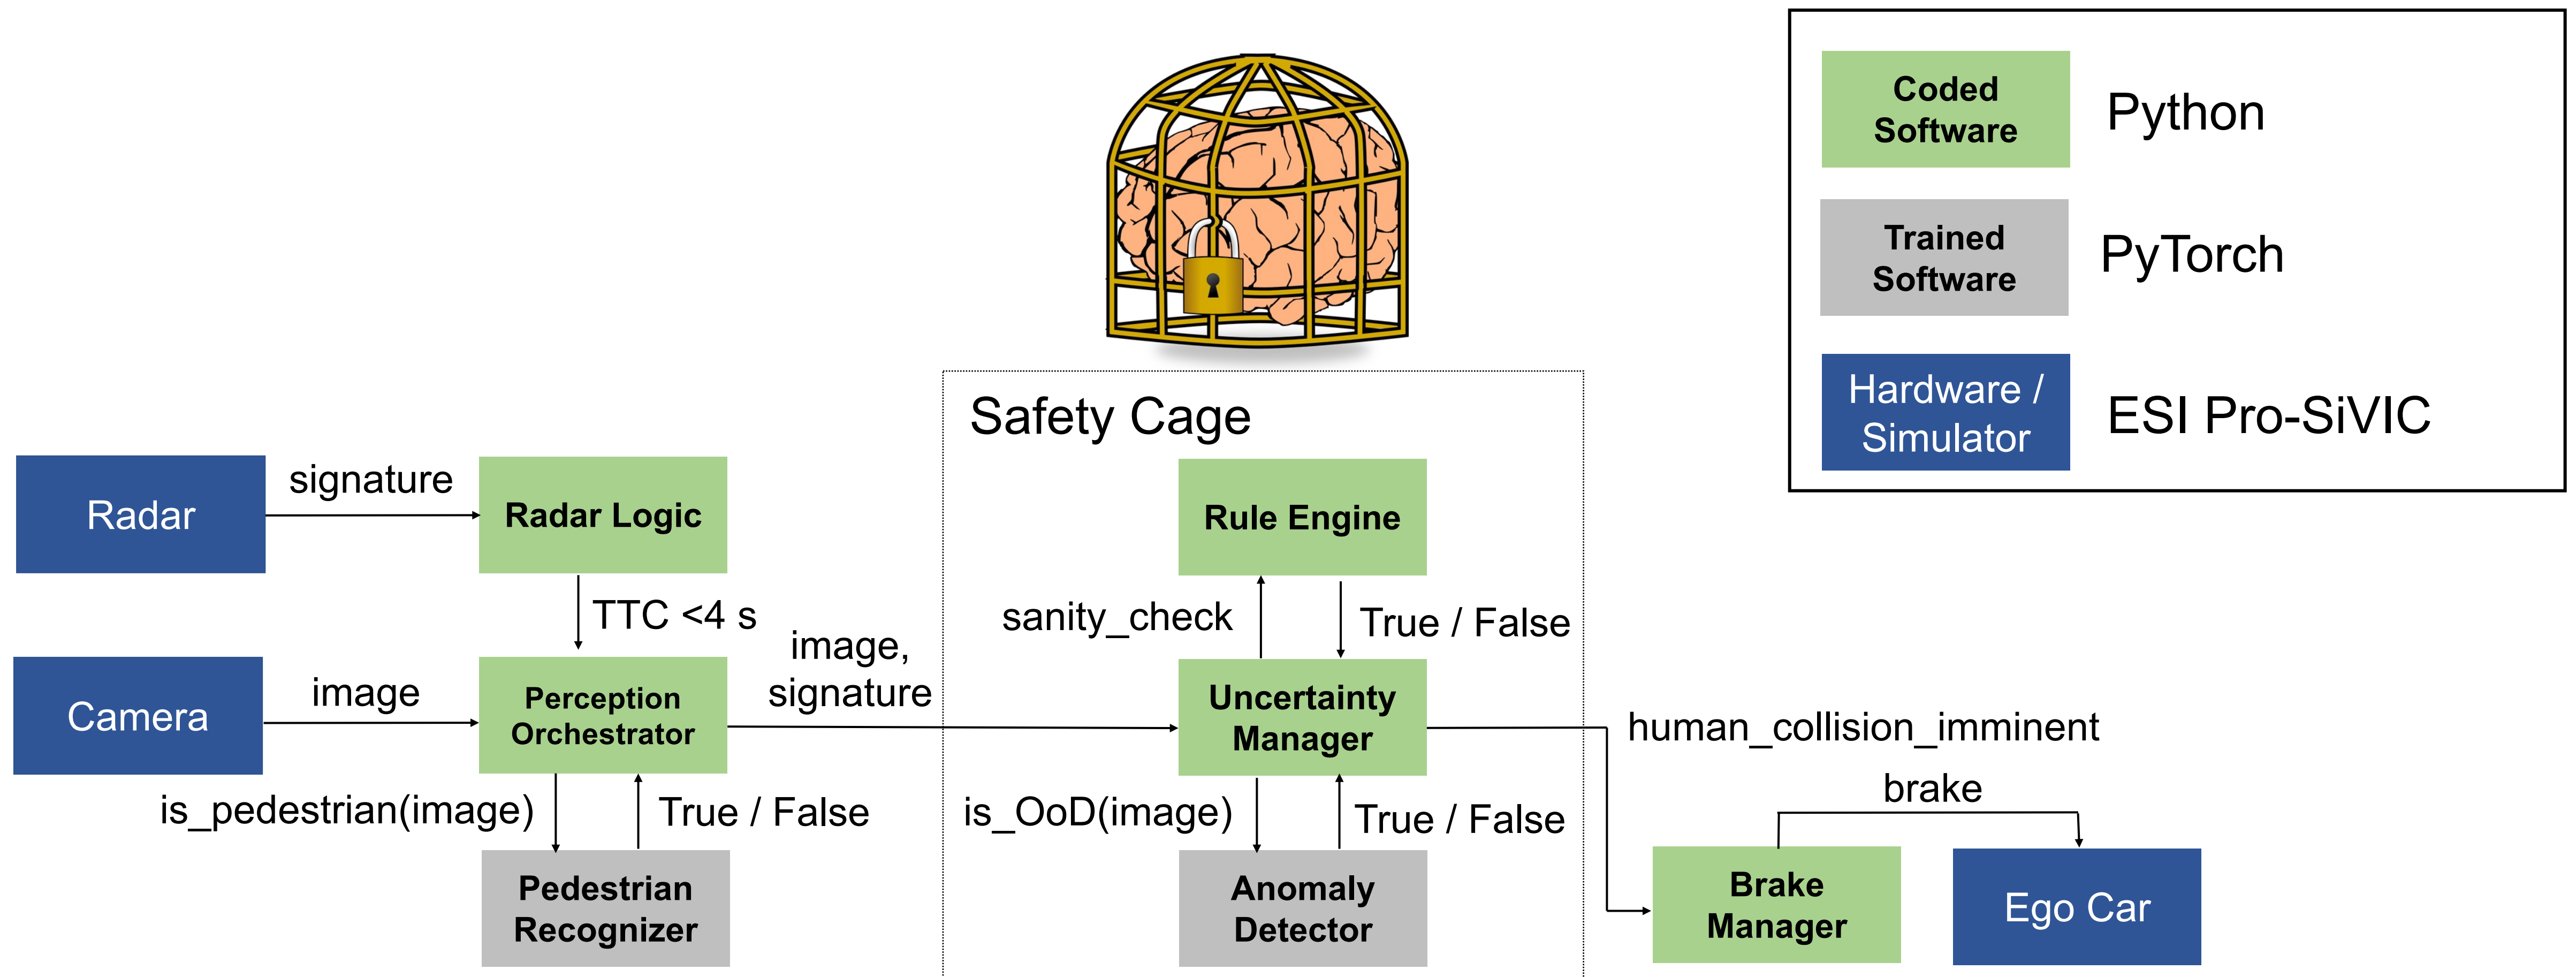 Coded
Software
Python
Trained
Software
PyTorch
Hardware /
Simulator
ESI Pro-SiVIC
Safety Cage
Radar
signature
Radar Logic
Rule Engine
TTC <4 s
sanity_check
True / False
Camera
image
Perception
Orchestrator
image,
signature
Uncertainty
Manager
human_collision_imminent
is_pedestrian(image)
True / False
is_OoD(image)
True / False
brake
Pedestrian
Recognizer
Anomaly
Detector
Brake
Manager
Ego Car